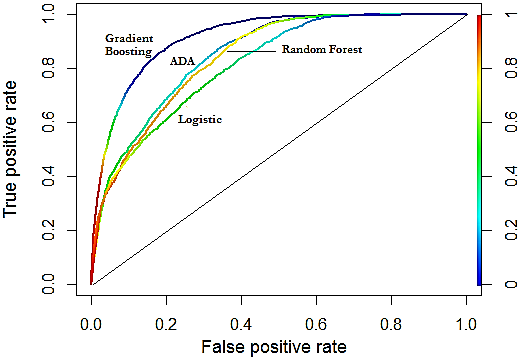 Gradient
Boosting
ADA
Random Forest
Logistic
True positive rate
0.0
0.2
0.4
0.6
0.8
1.0
0.0
0.2
0.4
0.6
0.8
1.0
False positive rate
0
0.2
0.4
0.6
0.8
1